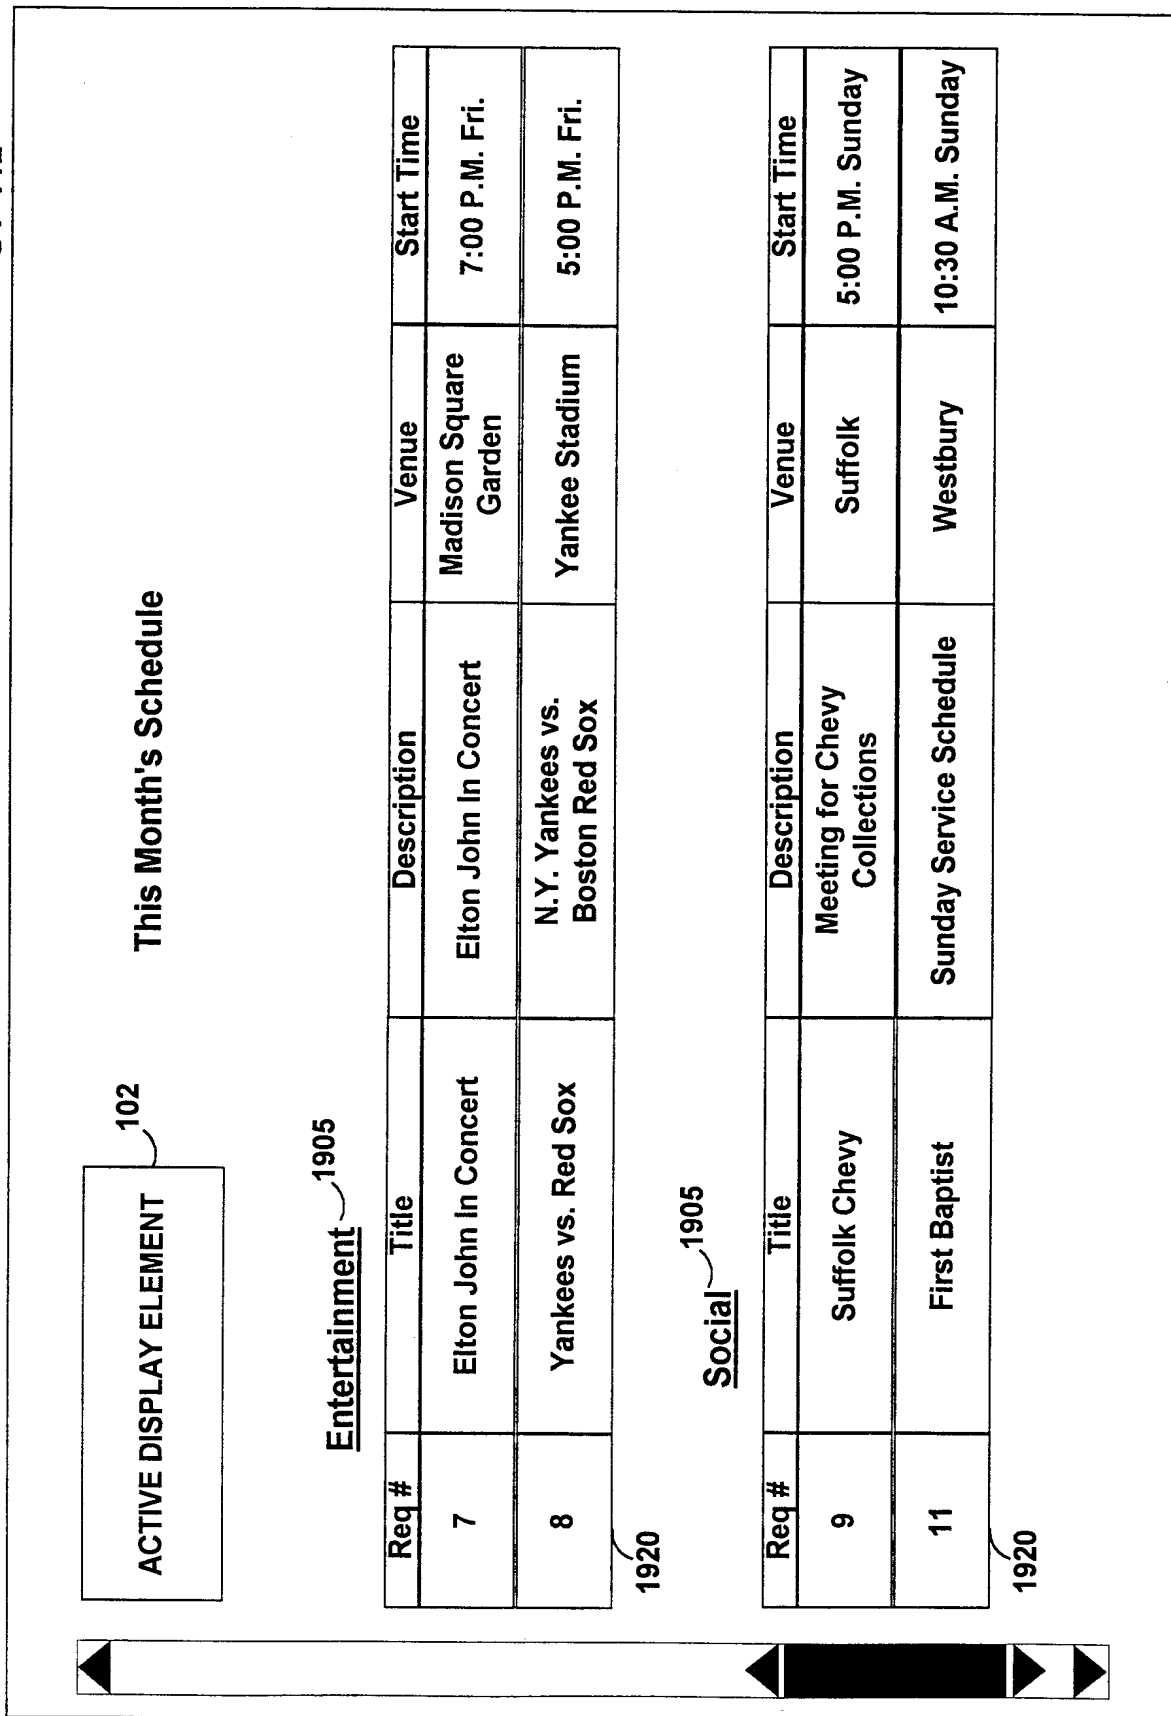 ACTIVE DISPLAY ELEMENT
102
This Month's Schedule
Entertainment 1905
Req # Title Description Venue Start Time
7 Elton John In Concert Elton John In Concert Madison Square Garden 7:00 P.M. Fri.
8 Yankees vs. Red Sox N.Y. Yankees vs. Boston Red Sox Yankee Stadium 5:00 P.M. Fri.
1920
Social 1905
Req # Title Description Venue Start Time
9 Suffolk Chevy Meeting for Chevy Collections Suffolk 5:00 P.M. Sunday
11 First Baptist Sunday Service Schedule Westbury 10:30 A.M. Sunday
1920